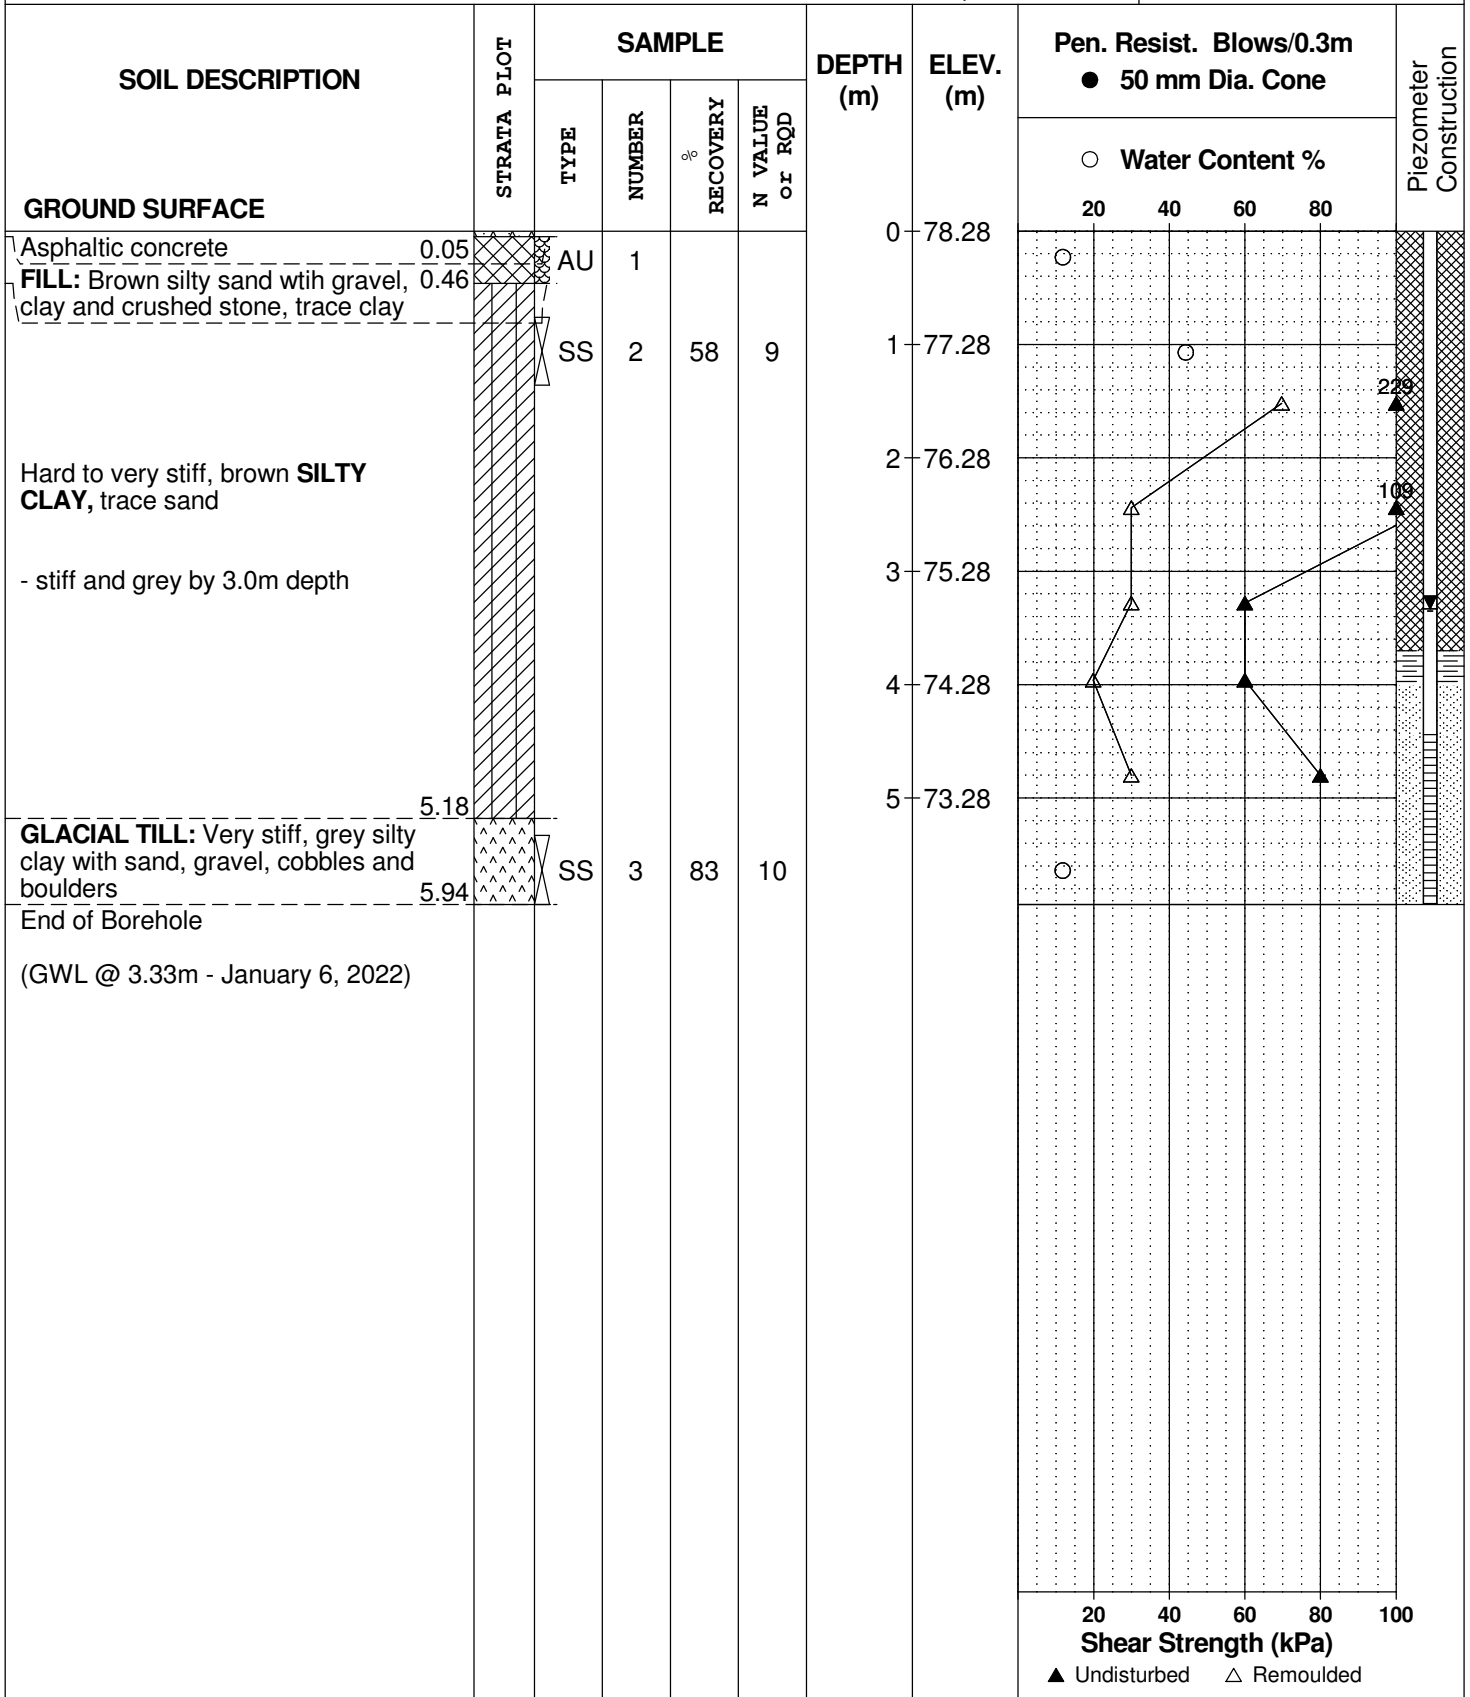 SOIL DESCRIPTION
GROUND SURFACE
STRATA PLOT
SAMPLE
TYPE
NUMBER
%
RECOVERY
N VALUE
or RQD
DEPTH
(m)
ELEV.
(m)
Pen. Resist. Blows/0.3m
● 50 mm Dia. Cone
○ Water Content %
20 40 60 80
Piezometer
Construction
Asphaltic concrete 0.05
FILL: Brown silty sand wtih gravel, 0.46
clay and crushed stone, trace clay
AU 1
0 78.28
SS 2 58 9
1 77.28
229
2 76.28
Hard to very stiff, brown SILTY
CLAY, trace sand
109
- stiff and grey by 3.0m depth
3 75.28
4 74.28
5 73.28
5.18
GLACIAL TILL: Very stiff, grey silty
clay with sand, gravel, cobbles and
boulders 5.94
SS 3 83 10
End of Borehole
(GWL @ 3.33m - January 6, 2022)
20 40 60 80 100
Shear Strength (kPa)
▲ Undisturbed △ Remoulded